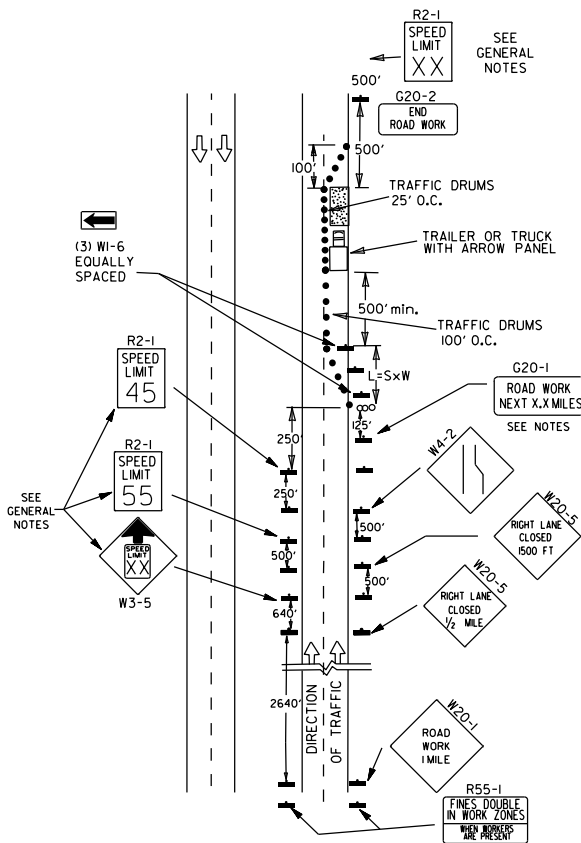 R2-1
SPEED
LIMIT
XX
SEE
GENERAL
NOTES
500'
G20-2
END
ROAD WORK
500'
100'
TRAFFIC DRUMS
25' O.C.
TRAILER OR TRUCK
WITH ARROW PANEL
(3) W1-6
EQUALLY
SPACED
500' min.
TRAFFIC DRUMS
100' O.C.
R2-1
SPEED
LIMIT
45
L=S×W
G20-1
ROAD WORK
NEXT X.X MILES
SEE NOTES
125'
250'
250'
R2-1
SPEED
LIMIT
55
W4-2
SEE
GENERAL
NOTES
500'
500'
W20-5
RIGHT LANE
CLOSED
1500 FT
SPEED
LIMIT
XX
W3-5
500'
640'
W20-5
RIGHT LANE
CLOSED
1/2 MILE
2640'
DIRECTION
OF TRAFFIC
W20-1
ROAD
WORK
1 MILE
R55-1
FINES DOUBLE
IN WORK ZONES
WHEN WORKERS
ARE PRESENT